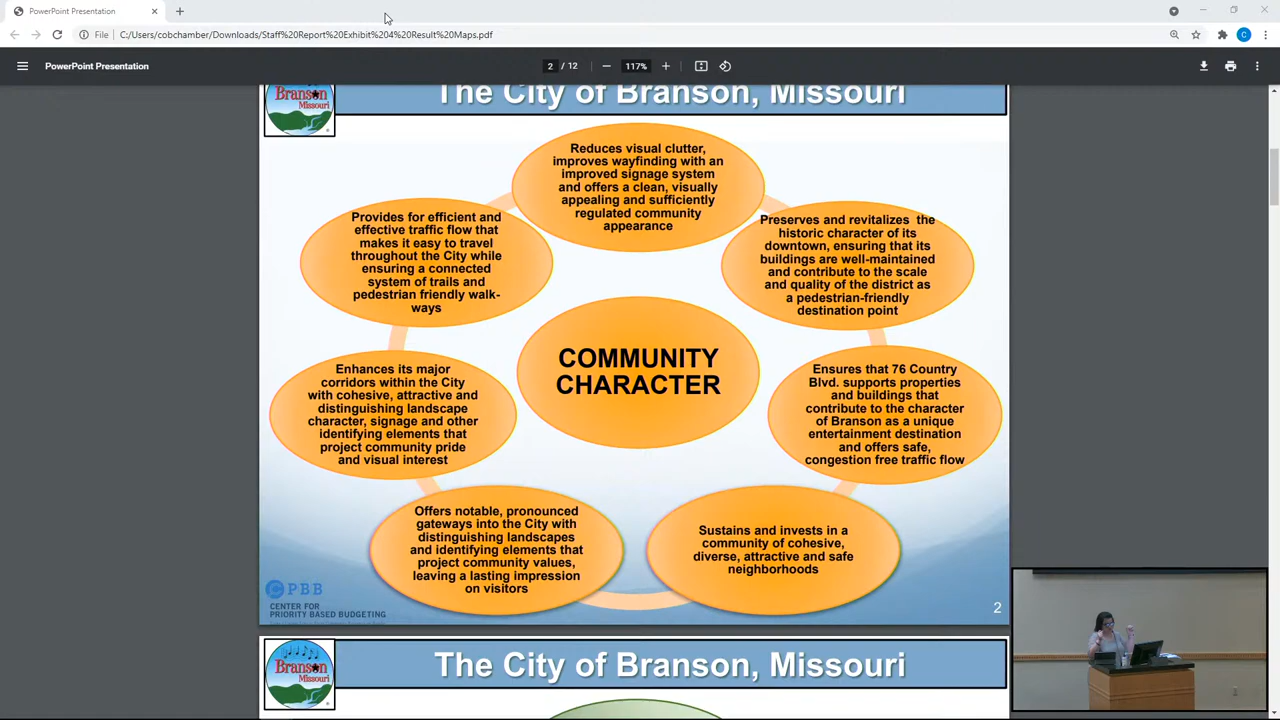 PowerPoint Presentation
File
C:/Users/cobchamber/Downloads/Staff%20Report%20Exhibit%204%20Result%20Maps.pdf
C
PowerPoint Presentation
2 / 12
117%
Branson
Missouri
The City of Branson, Missouri
Reduces visual clutter,
improves wayfinding with an
improved signage system
and offers a clean, visually
appealing and sufficiently
regulated community
appearance
Provides for efficient and
effective traffic flow that
makes it easy to travel
throughout the City while
ensuring a connected
system of trails and
pedestrian friendly walk-
ways
Preserves and revitalizes the
historic character of its
downtown, ensuring that its
buildings are well-maintained
and contribute to the scale
and quality of the district as
a pedestrian-friendly
destination point
COMMUNITY
CHARACTER
Enhances its major
corridors within the City
with cohesive, attractive and
distinguishing landscape
character, signage and other
identifying elements that
project community pride
and visual interest
Ensures that 76 Country
Blvd. supports properties
and buildings that
contribute to the character
of Branson as a unique
entertainment destination
and offers safe,
congestion free traffic flow
Offers notable, pronounced
gateways into the City with
distinguishing landscapes
and identifying elements that
project community values,
leaving a lasting impression
on visitors
Sustains and invests in a
community of cohesive,
diverse, attractive and safe
neighborhoods
PBB
CENTER FOR
PRIORITY BASED BUDGETING
2
Branson
Missouri
The City of Branson, Missouri